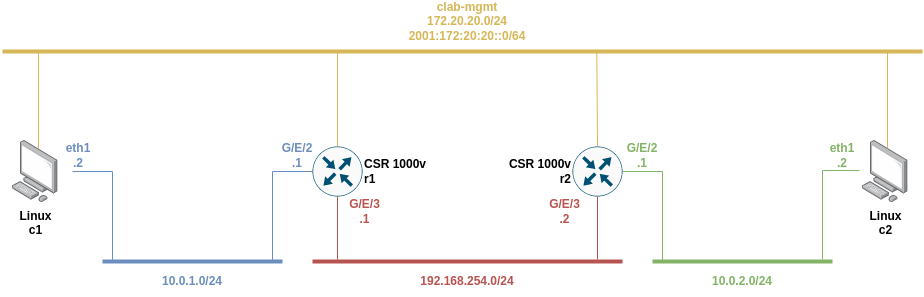 clab-mgmt
172.20.20.0/24
2001:172:20:20::0/64
eth1
.2
G/E/2
.1
CSR 1000v
r1
G/E/3
.1
CSR 1000v
r2
G/E/2
.1
G/E/3
.2
eth1
.2
Linux
c1
Linux
c2
10.0.1.0/24
192.168.254.0/24
10.0.2.0/24